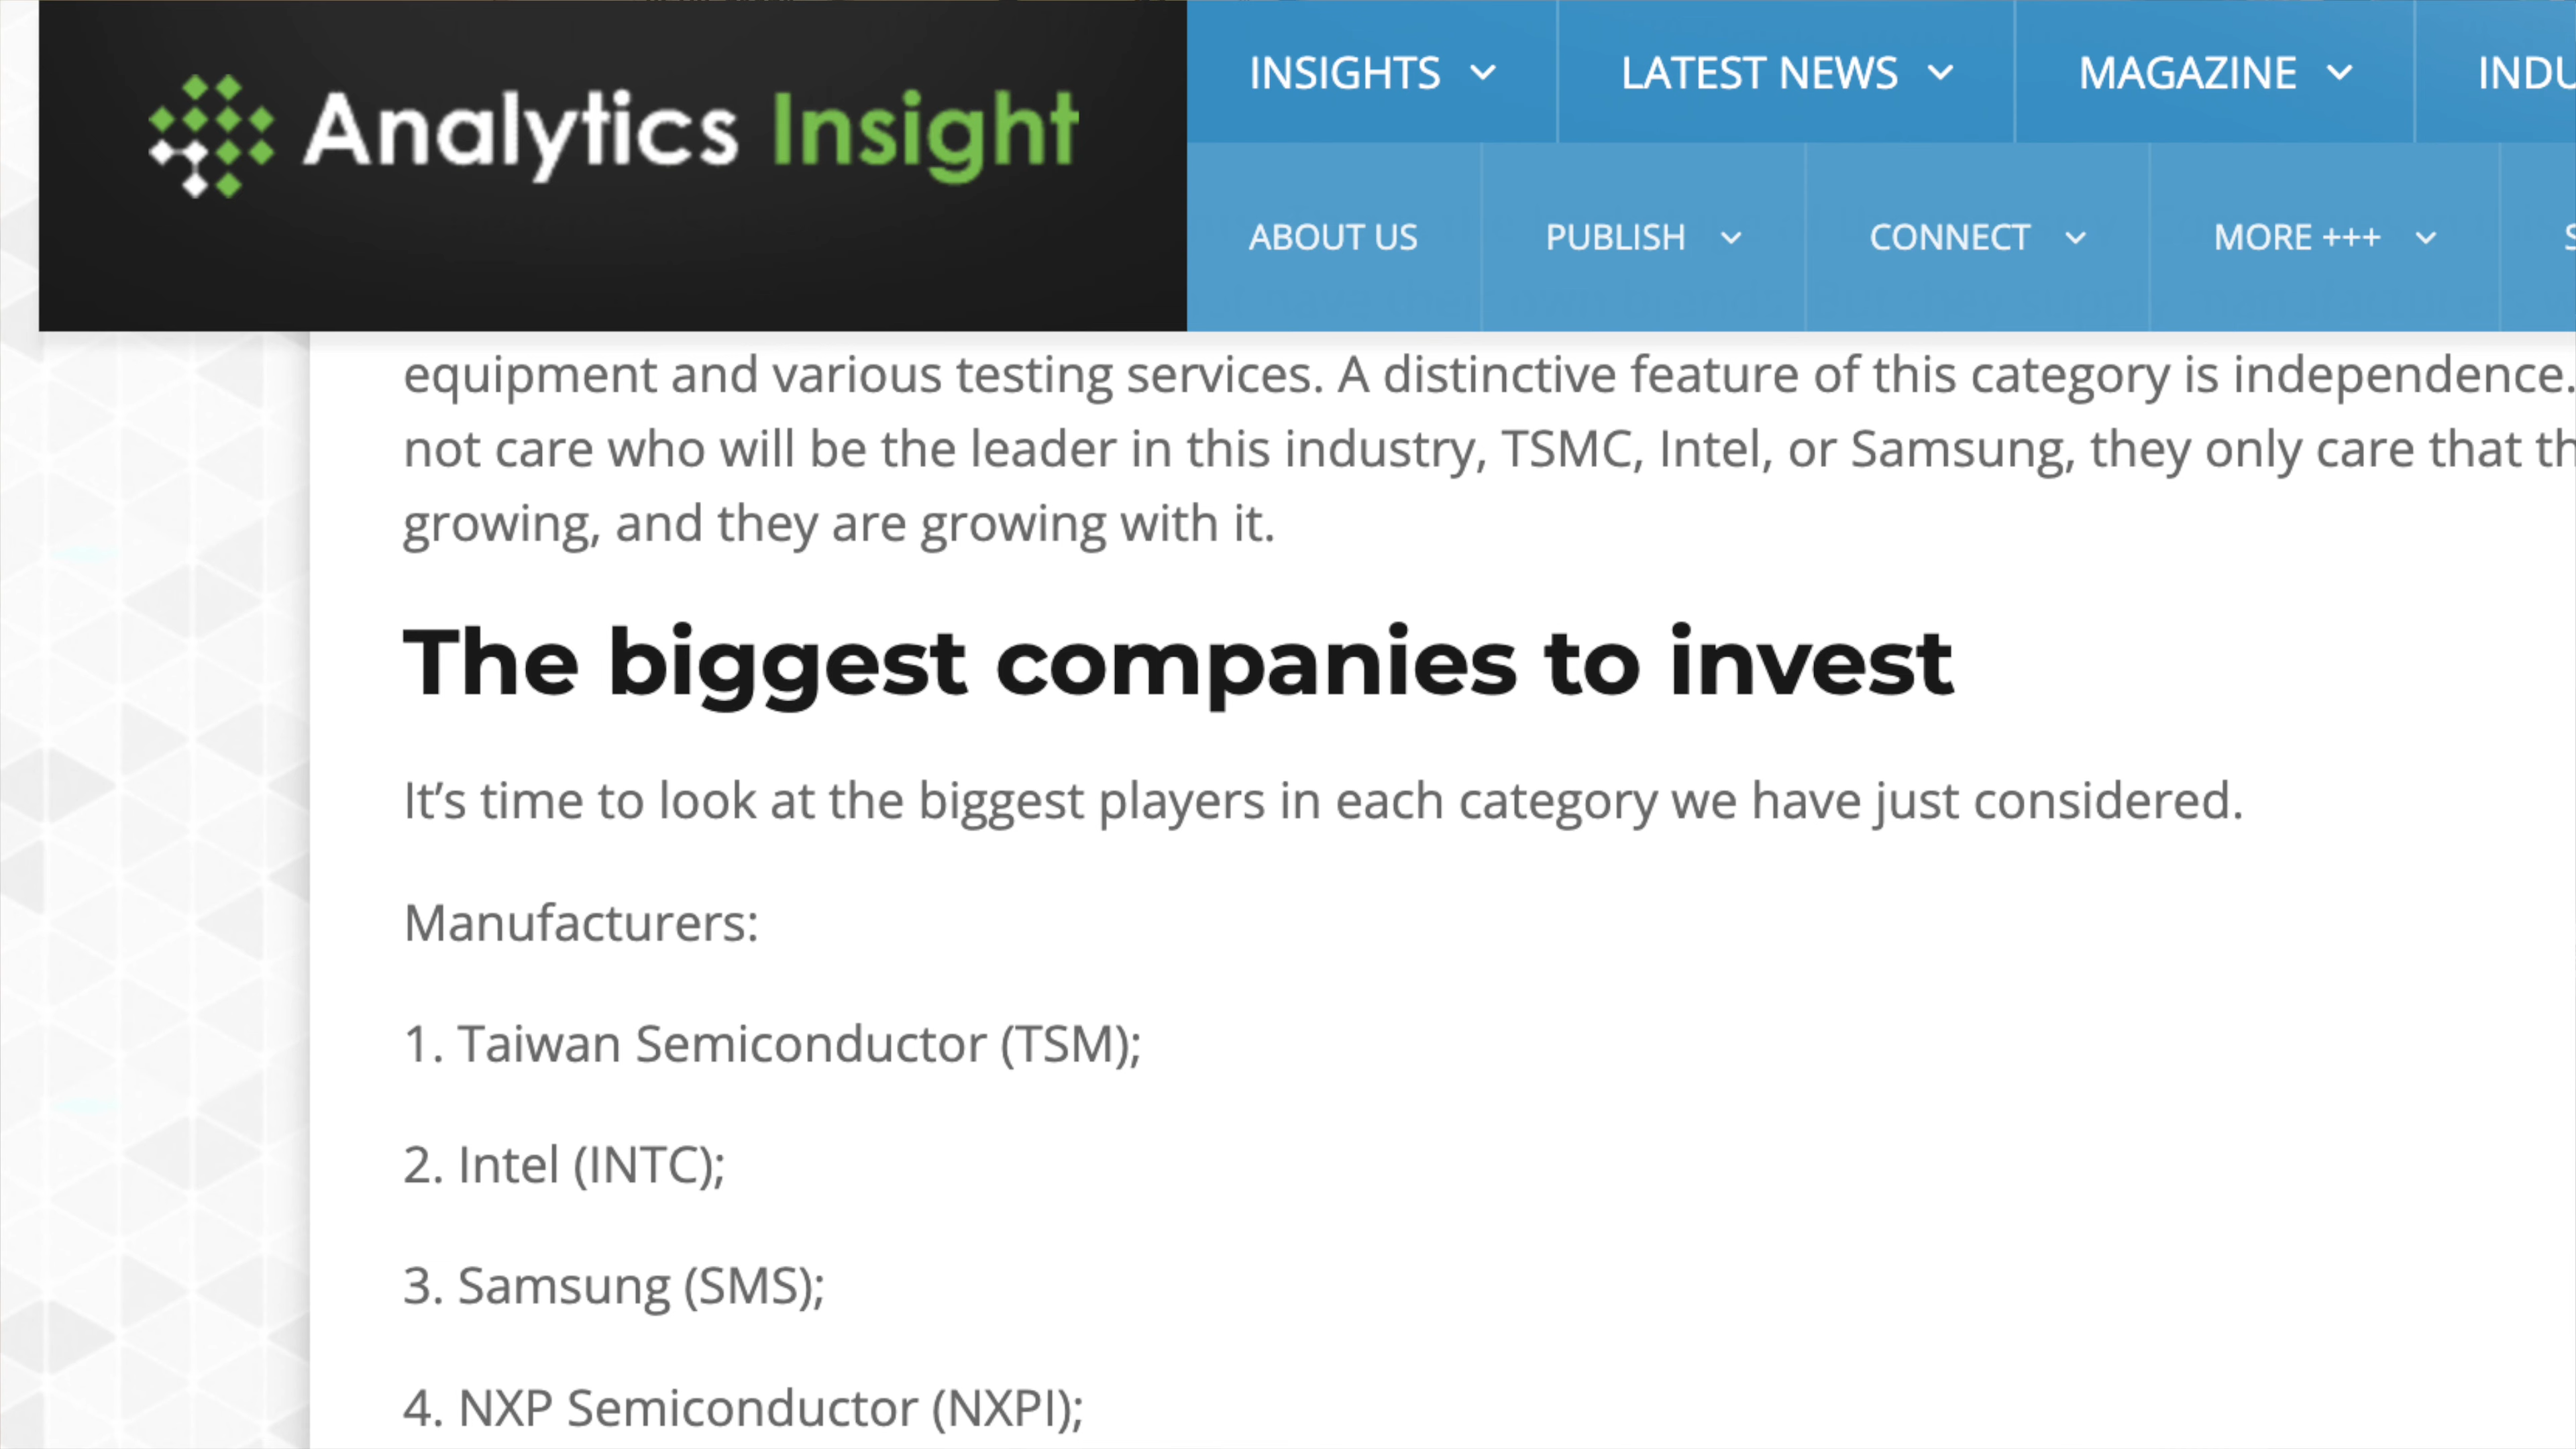 Analytics Insight
INSIGHTS
LATEST NEWS
MAGAZINE
ABOUT US
PUBLISH
CONNECT
MORE +++
equipment and various testing services. A distinctive feature of this category is independence.
not care who will be the leader in this industry, TSMC, Intel, or Samsung, they only care that
growing, and they are growing with it.
The biggest companies to invest
It’s time to look at the biggest players in each category we have just considered.
Manufacturers:
1. Taiwan Semiconductor (TSM);
2. Intel (INTC);
3. Samsung (SMS);
4. NXP Semiconductor (NXPI);